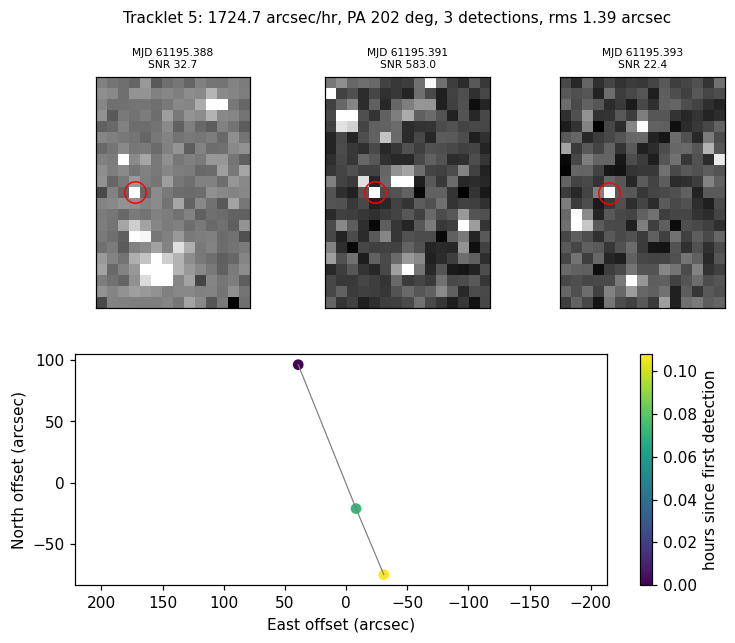 Tracklet 5: 1724.7 arcsec/hr, PA 202 deg, 3 detections, rms 1.39 arcsec
MJD 61195.388
SNR 32.7
MJD 61195.391
SNR 583.0
MJD 61195.393
SNR 22.4
100
50
0
−50
North offset (arcsec)
200
150
100
50
0
−50
−100
−150
−200
East offset (arcsec)
0.10
0.08
0.06
0.04
0.02
0.00
hours since first detection